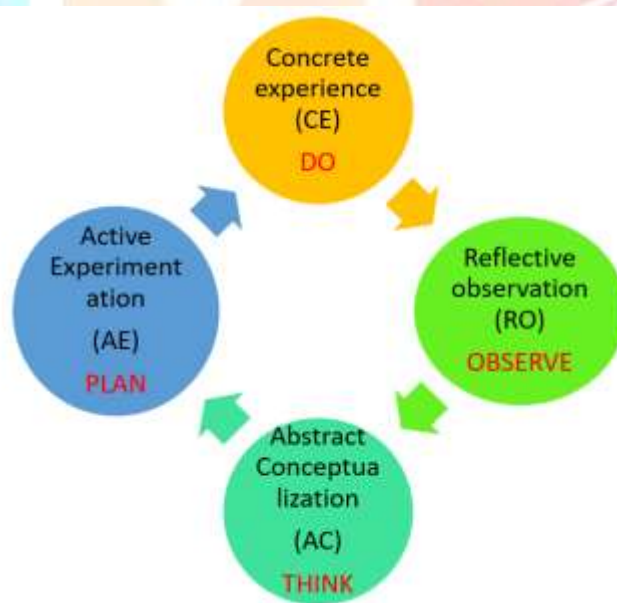 Concrete
experience
(CE)
DO
Reflective
observation
(RO)
OBSERVE
Abstract
Conceptua
lization
(AC)
THINK
Active
Experiment
ation
(AE)
PLAN